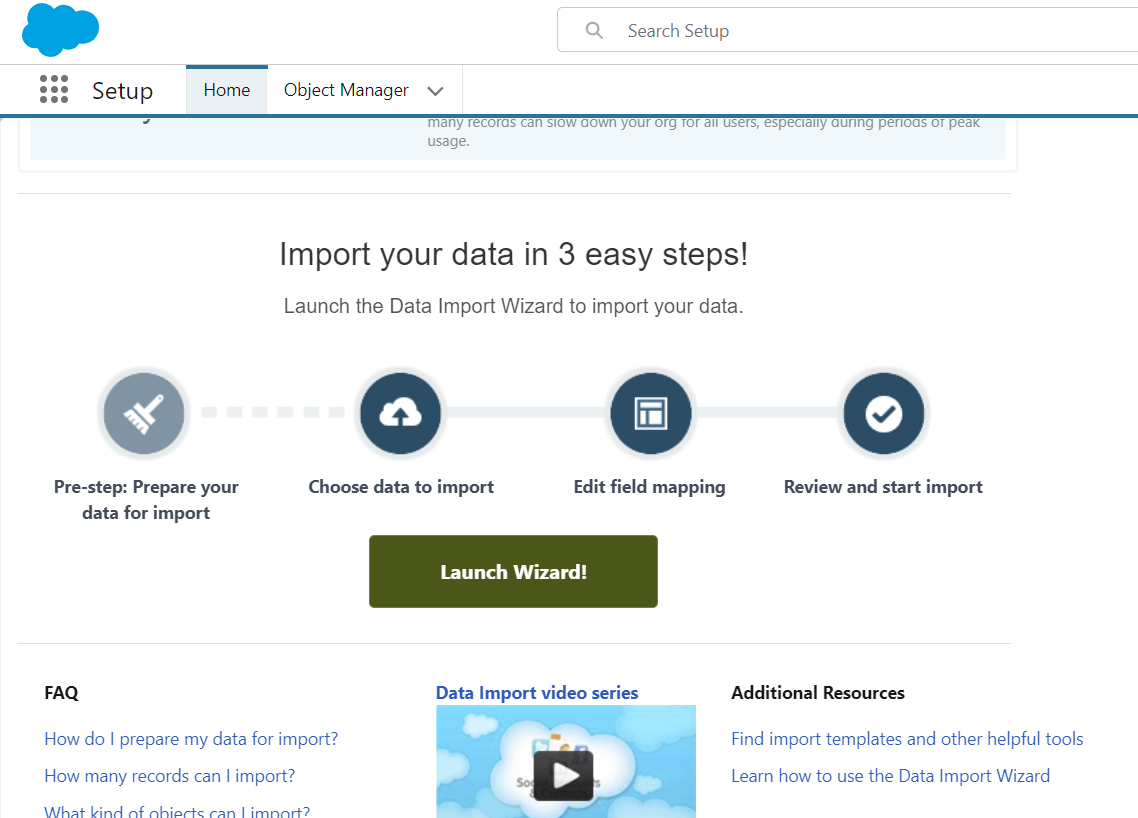 Search Setup
Setup
Home
Object Manager
many records can slow down your org for all users, especially during periods of peak
usage.
Import your data in 3 easy steps!
Launch the Data Import Wizard to import your data.
Pre-step: Prepare your
data for import
Choose data to import
Edit field mapping
Review and start import
Launch Wizard!
FAQ
How do I prepare my data for import?
How many records can I import?
What kind of objects can I import?
Data Import video series
Additional Resources
Find import templates and other helpful tools
Learn how to use the Data Import Wizard